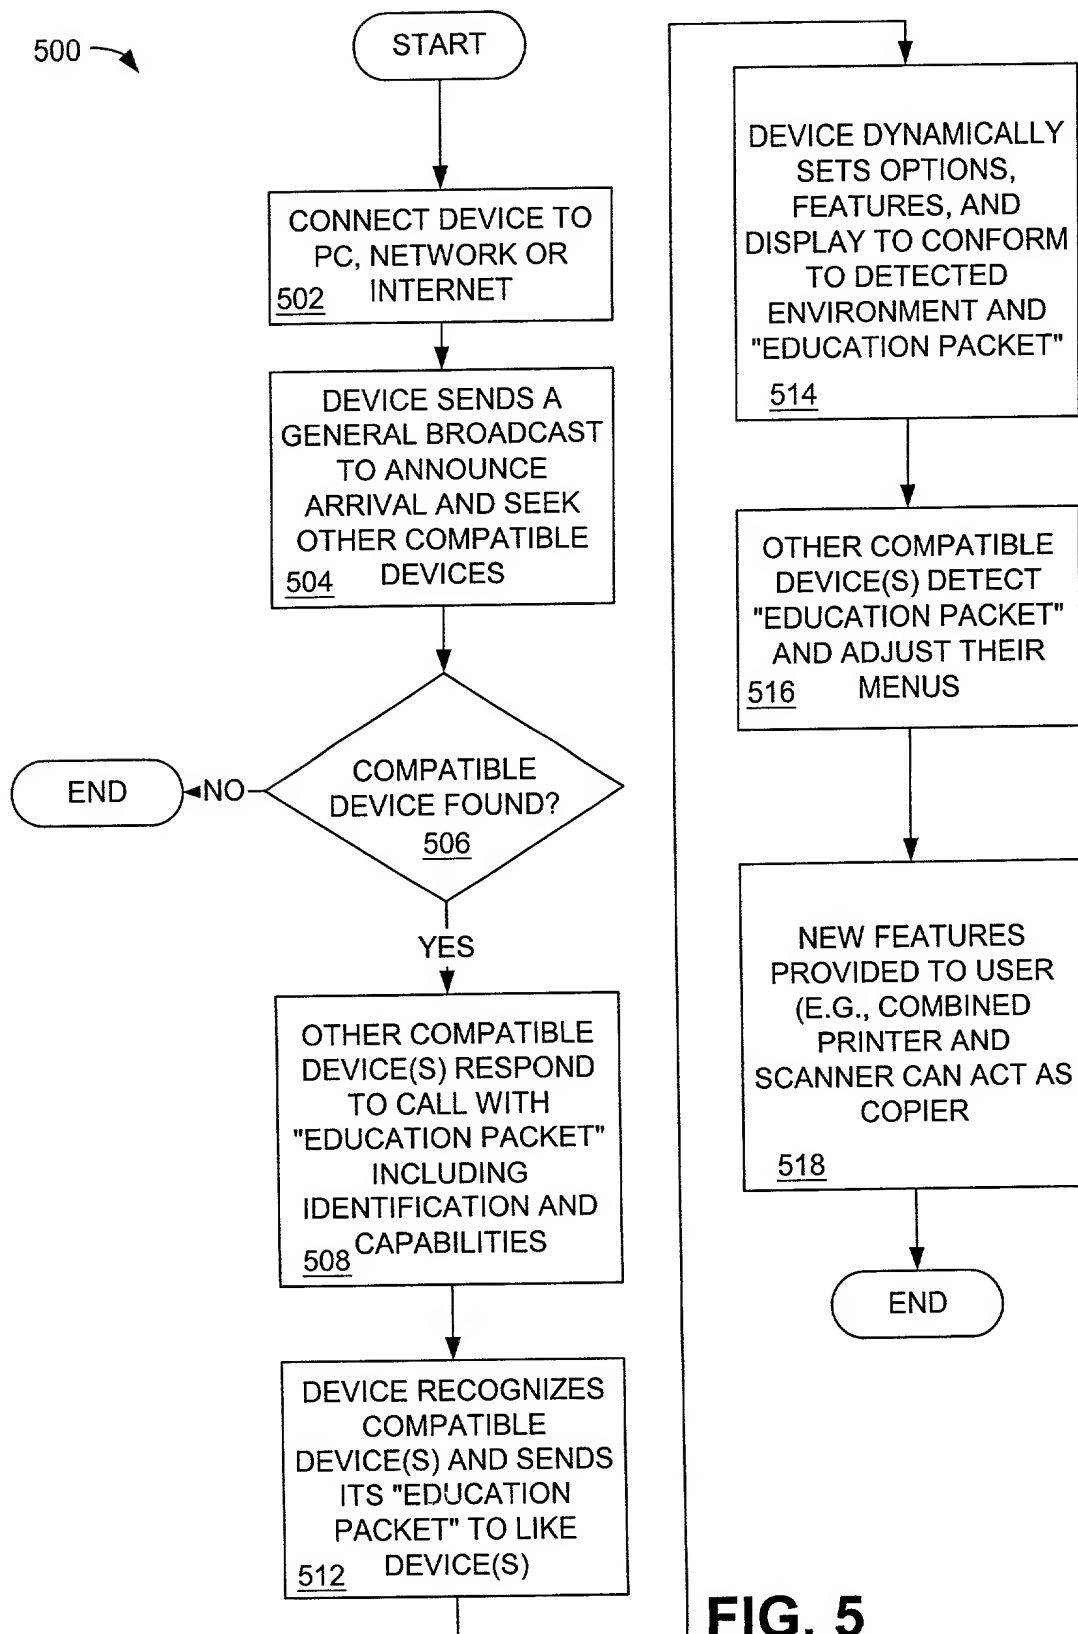 500
START
CONNECT DEVICE TO
PC, NETWORK OR
INTERNET
502
DEVICE SENDS A
GENERAL BROADCAST
TO ANNOUNCE
ARRIVAL AND SEEK
OTHER COMPATIBLE
DEVICES
504
COMPATIBLE
DEVICE FOUND?
506
NO
END
YES
OTHER COMPATIBLE
DEVICE(S) RESPOND
TO CALL WITH
"EDUCATION PACKET"
INCLUDING
IDENTIFICATION AND
CAPABILITIES
508
DEVICE RECOGNIZES
COMPATIBLE
DEVICE(S) AND SENDS
ITS "EDUCATION
PACKET" TO LIKE
DEVICE(S)
512
DEVICE DYNAMICALLY
SETS OPTIONS,
FEATURES, AND
DISPLAY TO CONFORM
TO DETECTED
ENVIRONMENT AND
"EDUCATION PACKET"
514
OTHER COMPATIBLE
DEVICE(S) DETECT
"EDUCATION PACKET"
AND ADJUST THEIR
MENUS
516
NEW FEATURES
PROVIDED TO USER
(E.G., COMBINED
PRINTER AND
SCANNER CAN ACT AS
COPIER
518
END
FIG. 5